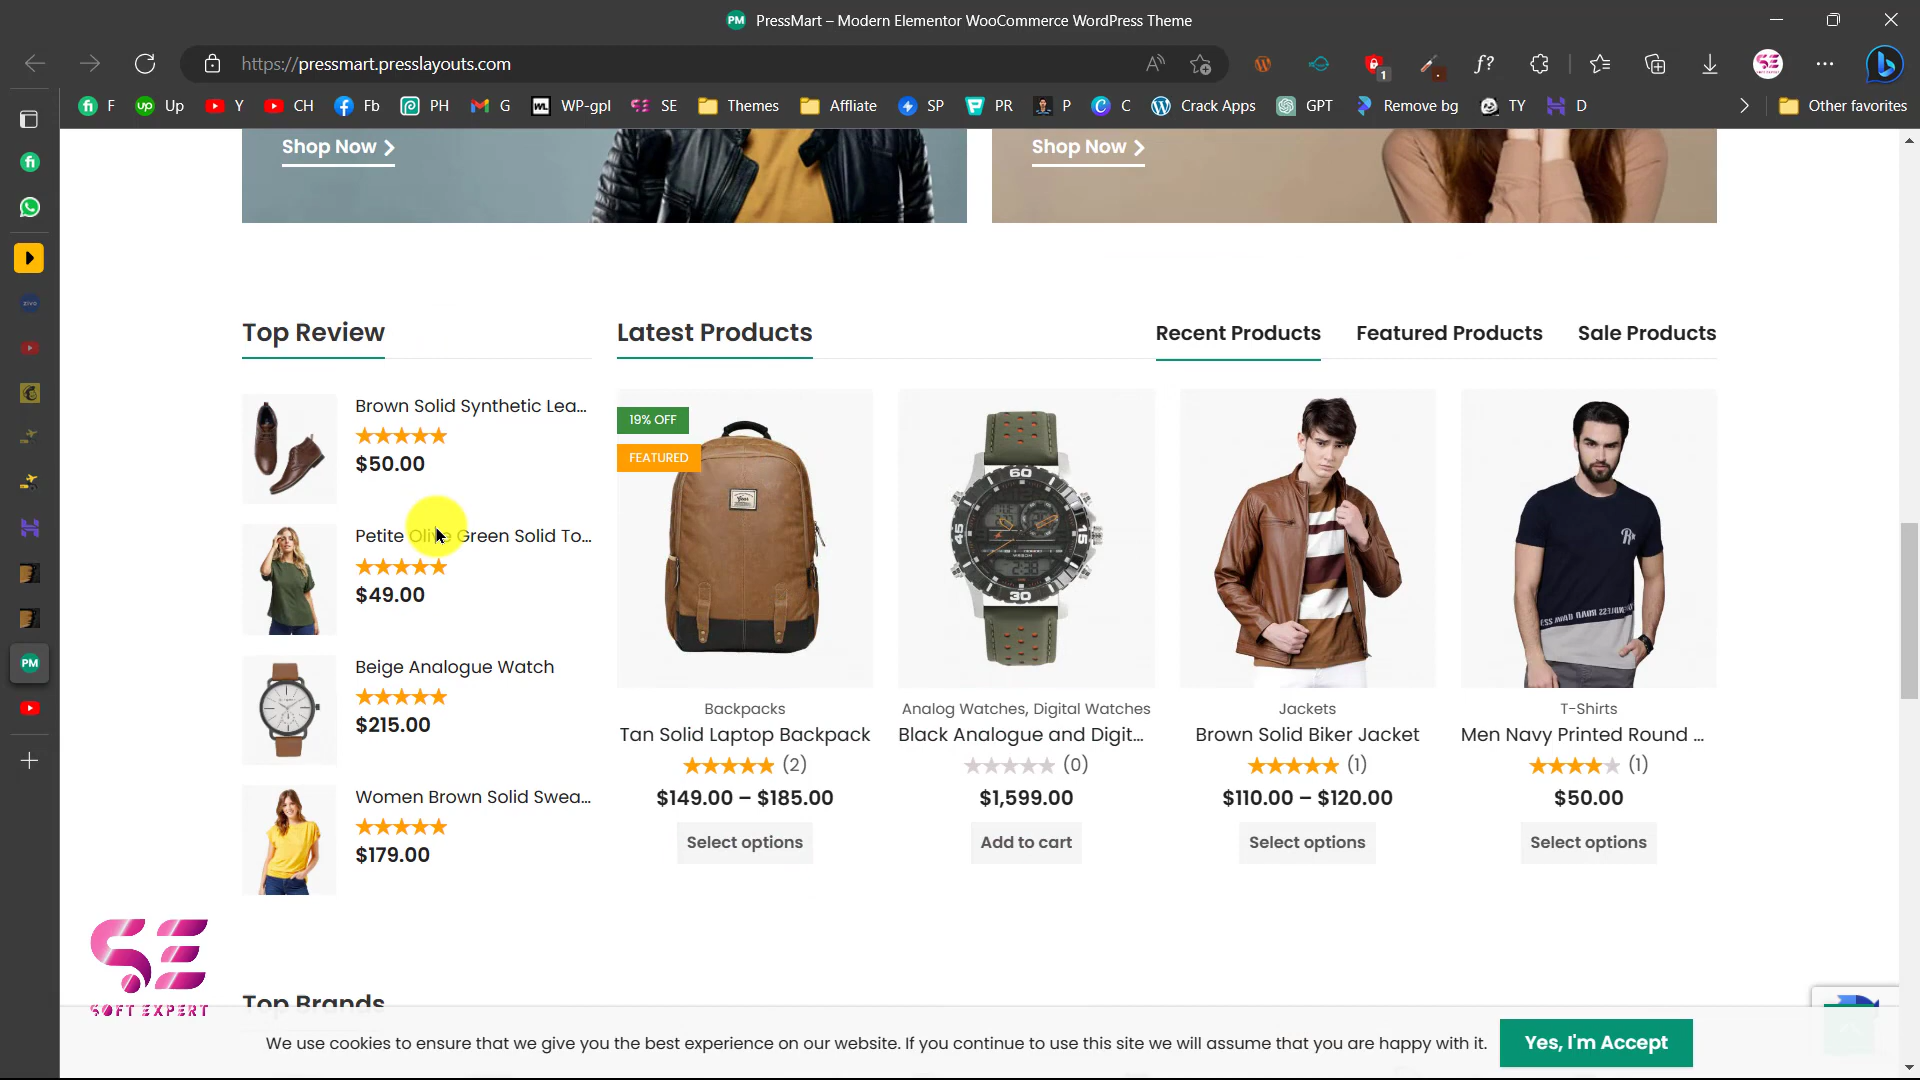 PM PressMart – Modern Elementor WooCommerce WordPress Theme
https://pressmart.presslayouts.com
F
Up
Y
CH
Fb
PH
G
WP-gpl
SE
Themes
Affliate
SP
PR
P
C
Crack Apps
GPT
Remove bg
TY
D
Other favorites
Shop Now
Shop Now
Top Review
Brown Solid Synthetic Lea...
$50.00
Petite Olive Green Solid To...
$49.00
Beige Analogue Watch
$215.00
Women Brown Solid Swea...
$179.00
Latest Products
Recent Products
Featured Products
Sale Products
19% OFF
FEATURED
Backpacks
Tan Solid Laptop Backpack
(2)
$149.00 – $185.00
Select options
Analog Watches, Digital Watches
Black Analogue and Digit...
(0)
$1,599.00
Add to cart
Jackets
Brown Solid Biker Jacket
(1)
$110.00 – $120.00
Select options
T-Shirts
Men Navy Printed Round ...
(1)
$50.00
Select options
SE
SOFT EXPERT
Top Brands
We use cookies to ensure that we give you the best experience on our website. If you continue to use this site we will assume that you are happy with it.
Yes, I'm Accept